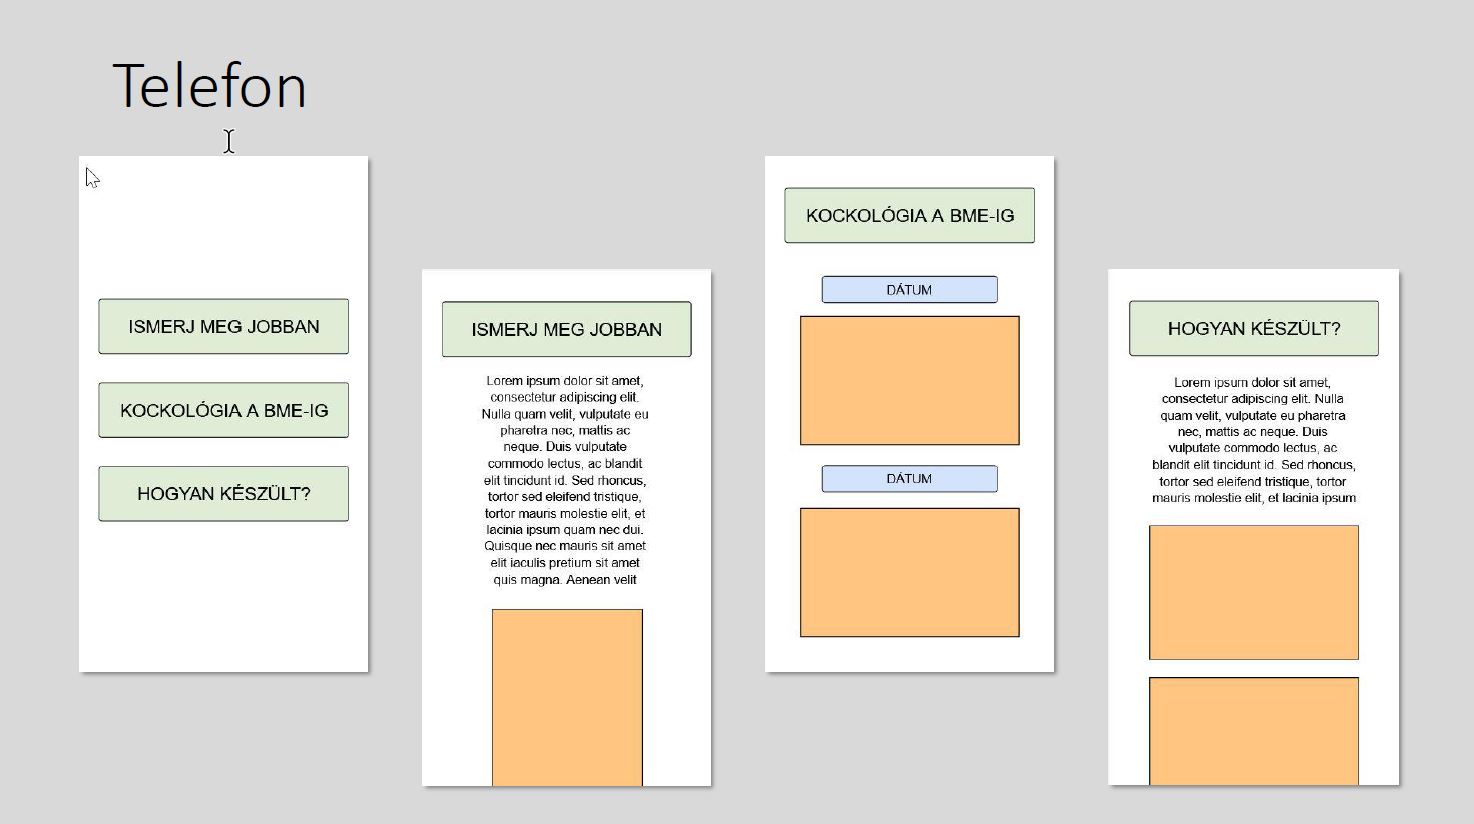 Telefon
ISMERJ MEG JOBBAN
KOCKOLÓGIA A BME-IG
HOGYAN KÉSZÜLT?
ISMERJ MEG JOBBAN
Lorem ipsum dolor sit amet,
consectetur adipiscing elit.
Nulla quam velit, vulputate eu
pharetra nec, mattis ac
neque. Duis vulputate
commodo lectus, ac blandit
elit tincidunt id. Sed rhoncus,
tortor sed eleifend tristique,
tortor mauris molestie elit, et
lacinia ipsum quam nec dui.
Quisque nec mauris sit amet
elit iaculis pretium sit amet
quis magna. Aenean velit
KOCKOLÓGIA A BME-IG
DÁTUM
DÁTUM
HOGYAN KÉSZÜLT?
Lorem ipsum dolor sit amet,
consectetur adipiscing elit. Nulla
quam velit, vulputate eu pharetra
nec, mattis ac neque. Duis
vulputate commodo lectus, ac
blandit elit tincidunt id. Sed rhoncus,
tortor sed eleifend tristique, tortor
mauris molestie elit, et lacinia ipsum